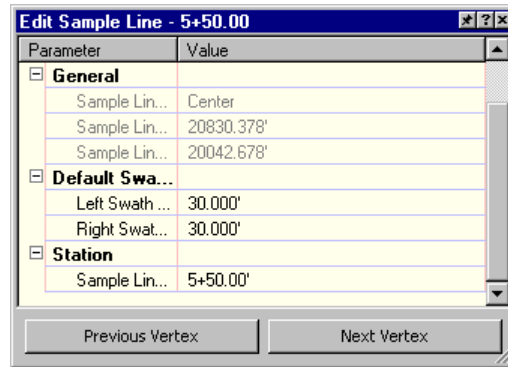 Edit Sample Line - 5+50.00
Parameter Value
General
Sample Lin... Center
Sample Lin... 20830.378'
Sample Lin... 20042.678'
Default Swa...
Left Swath ... 30.000'
Right Swat... 30.000'
Station
Sample Lin... 5+50.00'
Previous Vertex Next Vertex